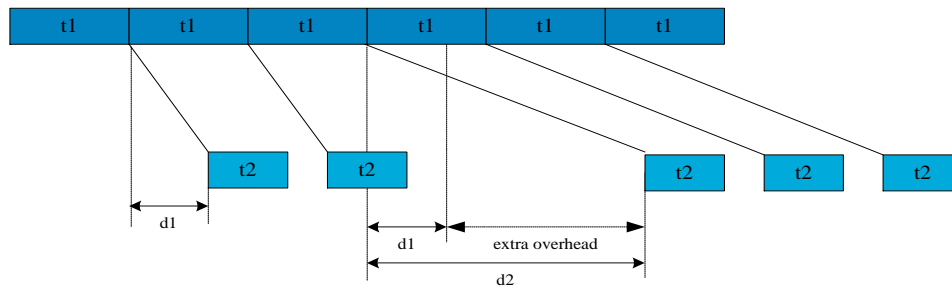 t1 t1 t1 t1 t1 t1
t2 t2 t2 t2 t2
d1 d1 extra overhead
d2